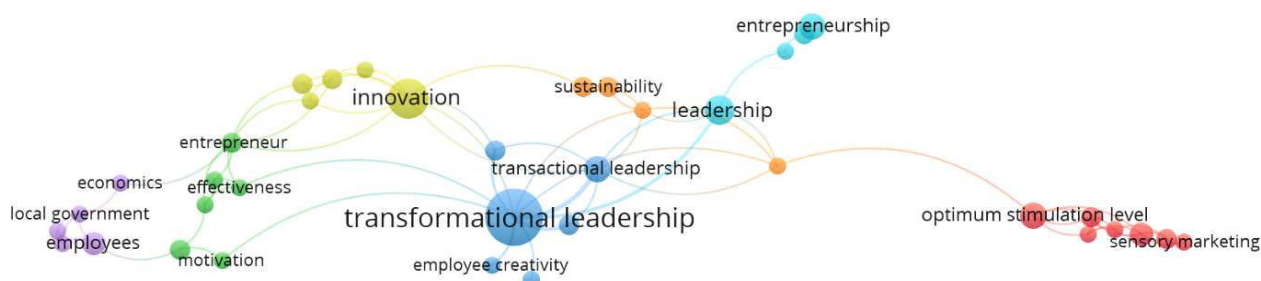 entrepreneurship
sustainability
innovation
leadership
entrepreneur
transactional leadership
economics
effectiveness
local government
transformational leadership
optimum stimulation level
employees
sensory marketing
motivation
employee creativity